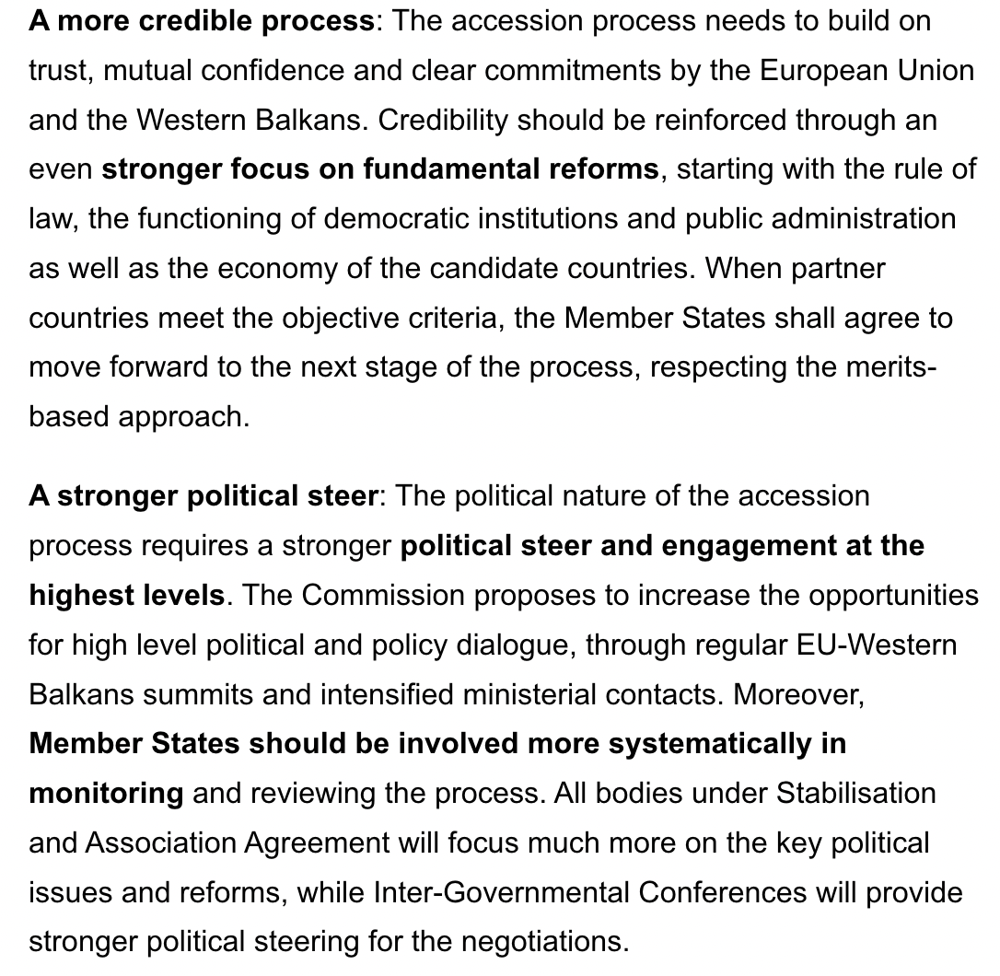 A more credible process: The accession process needs to build on
trust, mutual confidence and clear commitments by the European Union
and the Western Balkans. Credibility should be reinforced through an
even stronger focus on fundamental reforms, starting with the rule of
law, the functioning of democratic institutions and public administration
as well as the economy of the candidate countries. When partner
countries meet the objective criteria, the Member States shall agree to
move forward to the next stage of the process, respecting the merits-
based approach.
A stronger political steer: The political nature of the accession
process requires a stronger political steer and engagement at the
highest levels. The Commission proposes to increase the opportunities
for high level political and policy dialogue, through regular EU-Western
Balkans summits and intensified ministerial contacts. Moreover,
Member States should be involved more systematically in
monitoring and reviewing the process. All bodies under Stabilisation
and Association Agreement will focus much more on the key political
issues and reforms, while Inter-Governmental Conferences will provide
stronger political steering for the negotiations.